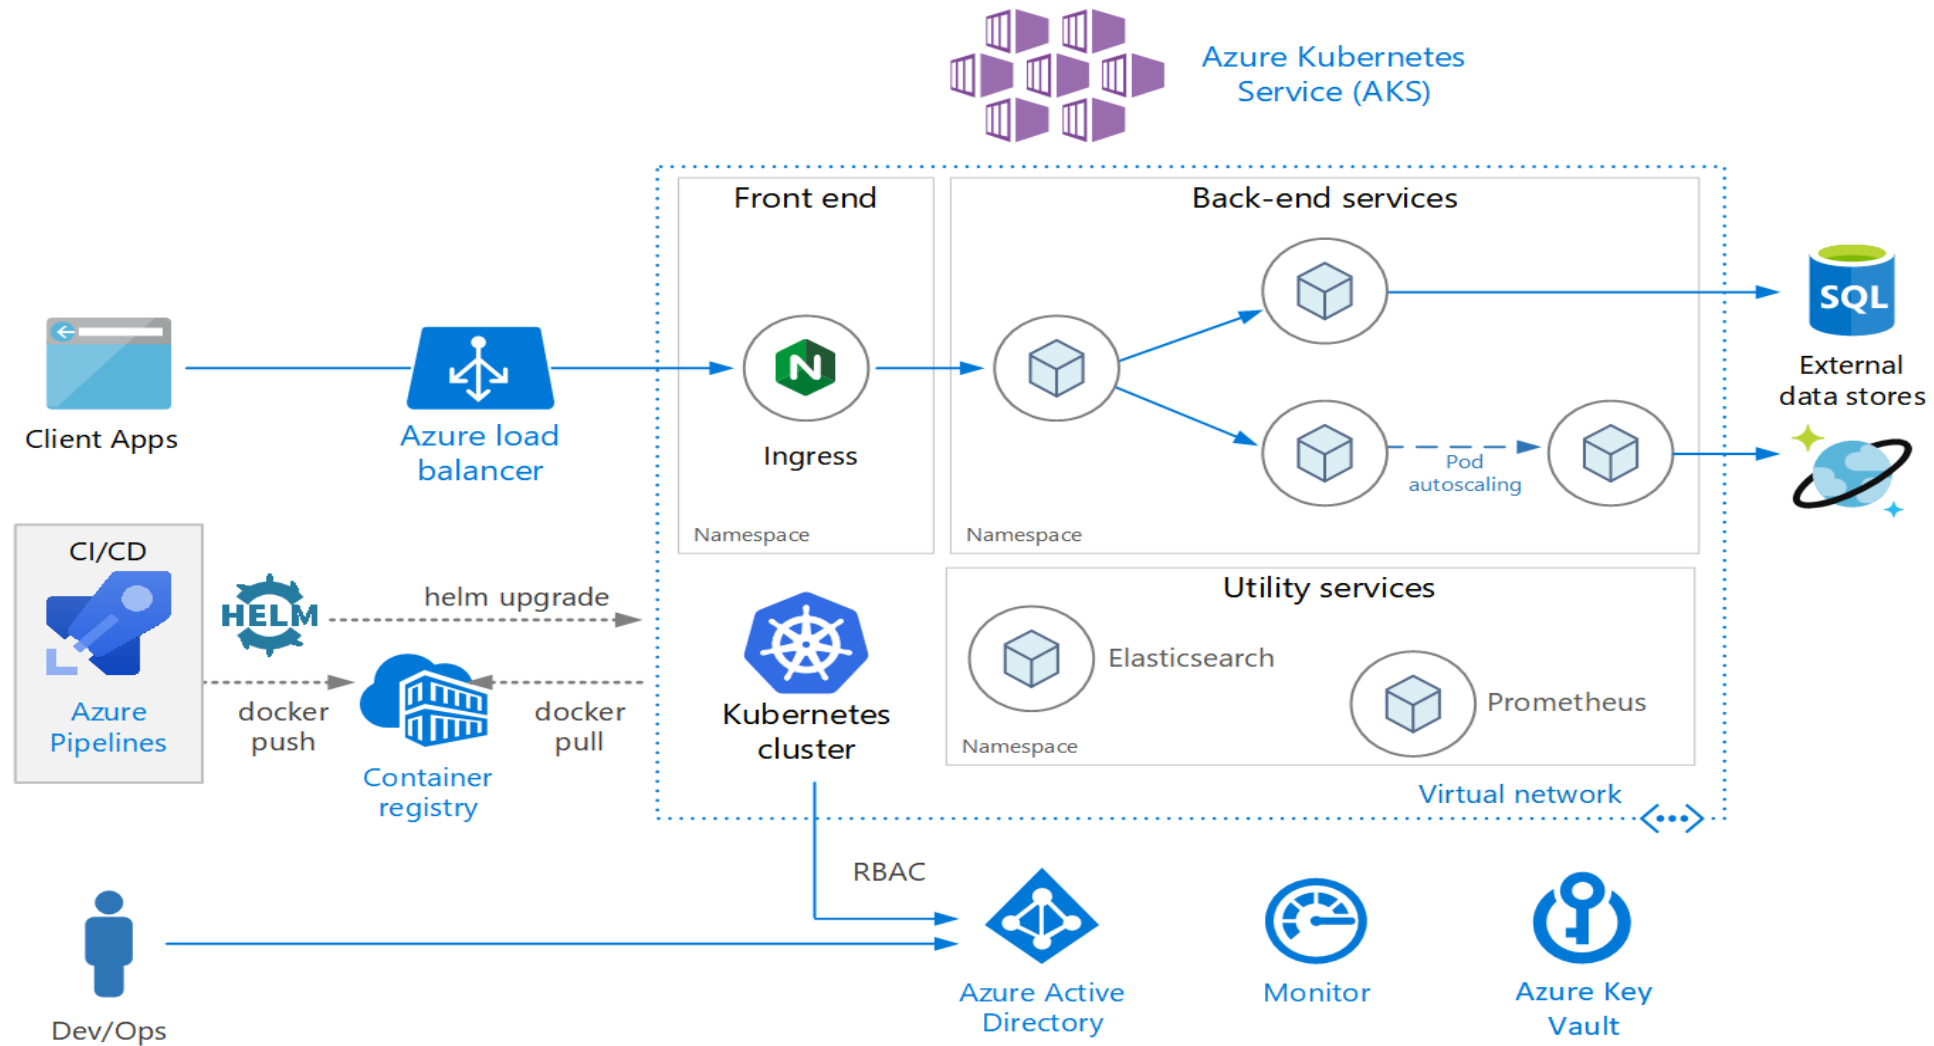 Azure Kubernetes
Service (AKS)
Front end
Back-end services
SQL
External
data stores
Client Apps
Azure load
balancer
N
Ingress
Pod
autoscaling
Namespace
Namespace
CI/CD
HELM
helm upgrade
Utility services
Elasticsearch
Prometheus
Namespace
Azure
Pipelines
docker
push
docker
pull
Container
registry
Kubernetes
cluster
Virtual network
RBAC
Dev/Ops
Azure Active
Directory
Monitor
Azure Key
Vault